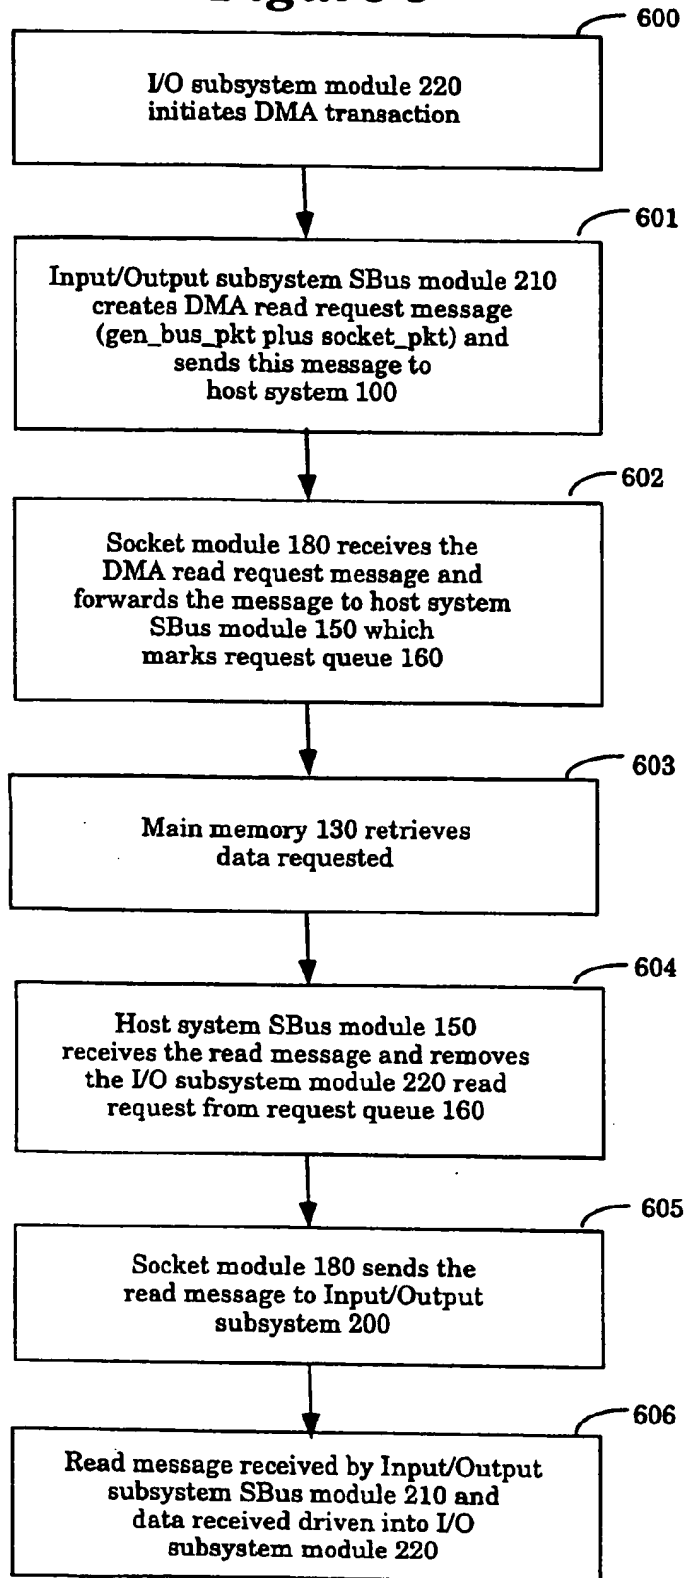 600
I/O subsystem module 220
initiates DMA transaction
601
Input/Output subsystem SBus module 210
creates DMA read request message
(gen_bus_pkt plus socket_pkt) and
sends this message to
host system 100
602
Socket module 180 receives the
DMA read request message and
forwards the message to host system
SBus module 150 which
marks request queue 160
603
Main memory 130 retrieves
data requested
604
Host system SBus module 150
receives the read message and removes
the I/O subsystem module 220 read
request from request queue 160
605
Socket module 180 sends the
read message to Input/Output
subsystem 200
606
Read message received by Input/Output
subsystem SBus module 210 and
data received driven into I/O
subsystem module 220